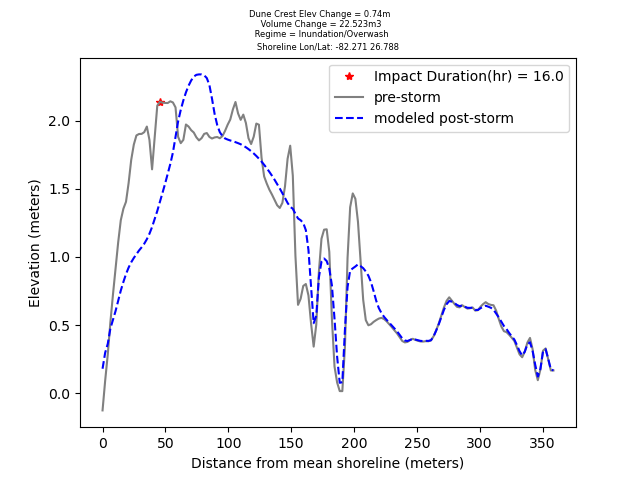 Dune Crest Elev Change = 0.74m
Volume Change = 22.523m3
Regime = Inundation/Overwash
Shoreline Lon/Lat: -82.271 26.788
Impact Duration(hr) = 16.0
pre-storm
modeled post-storm
Elevation (meters)
2.0
1.5
1.0
0.5
0.0
0 50 100 150 200 250 300 350
Distance from mean shoreline (meters)